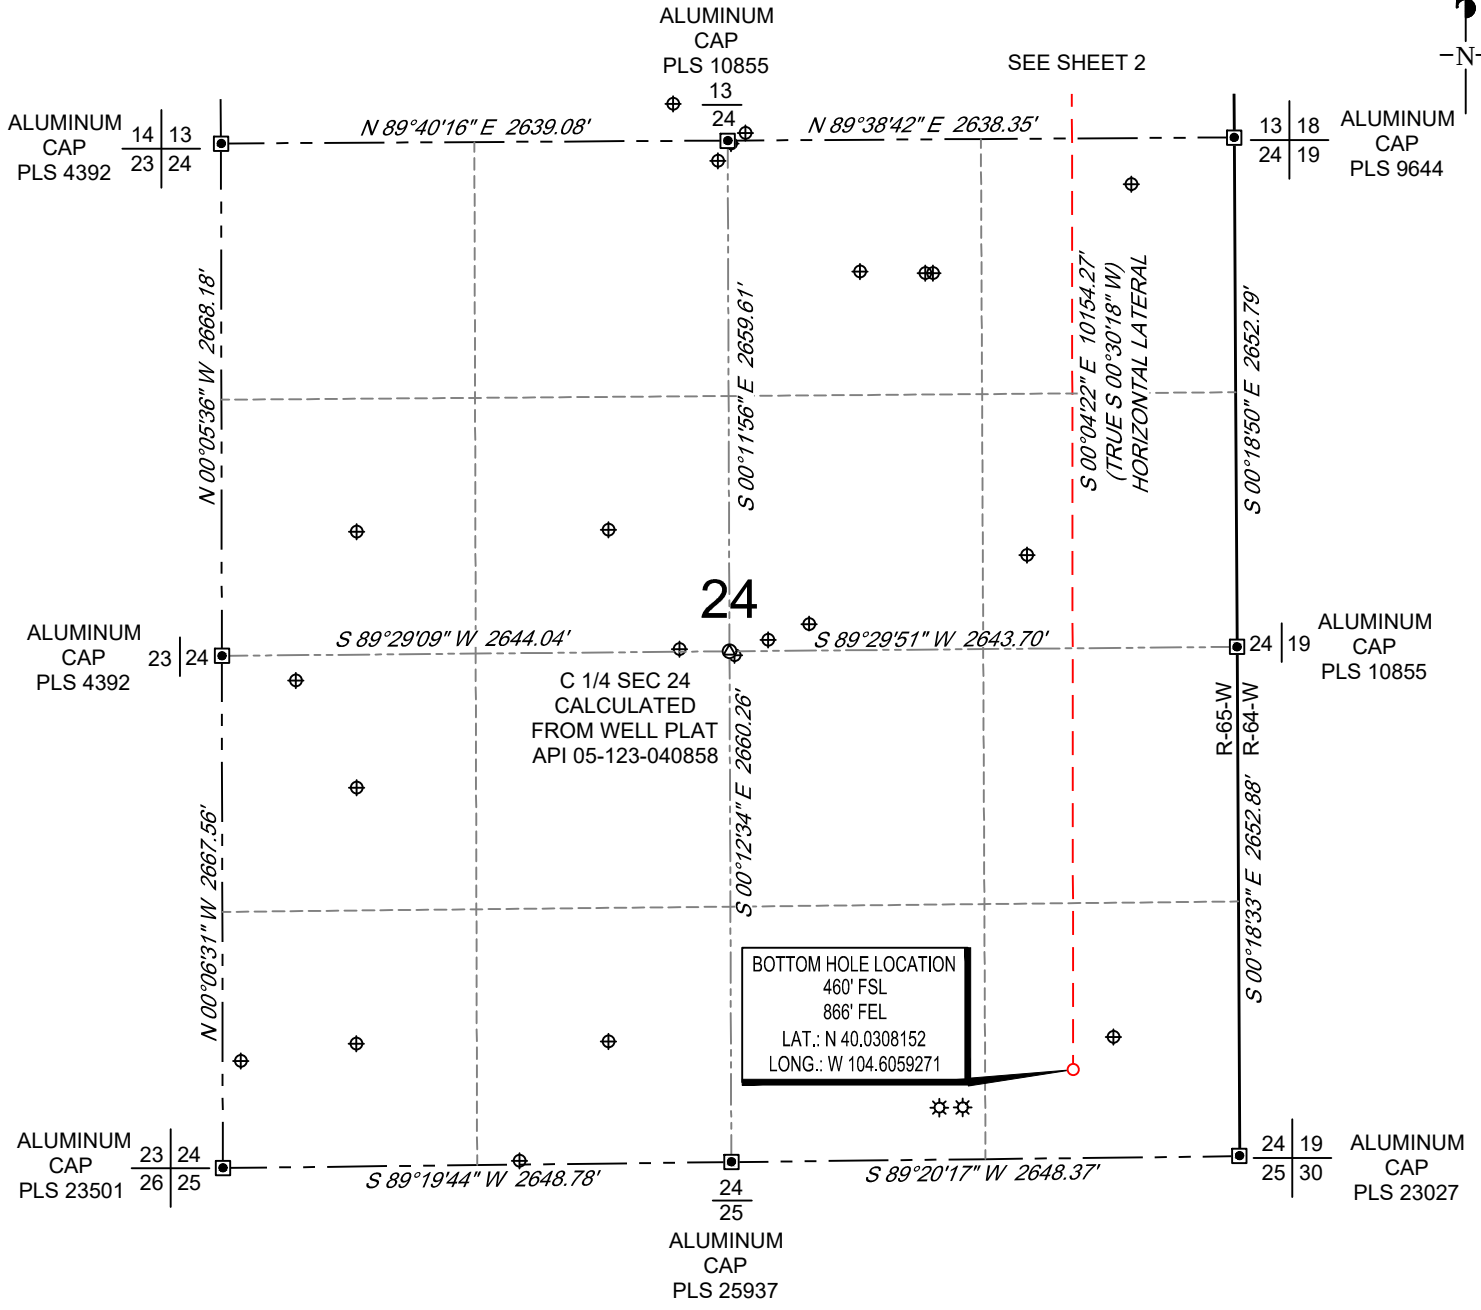 ALUMINUM
CAP
PLS 10855
13
24
SEE SHEET 2
-N-
ALUMINUM
CAP
PLS 4392
14 13
23 24
N 89°40'16" E 2639.08'
N 89°38'42" E 2638.35'
13 18
24 19
ALUMINUM
CAP
PLS 9644
N 00°05'36" W 2668.18'
S 00°11'56" E 2659.61'
S 00°04'22" E 10154.27'
(TRUE S 00°30'18" W)
HORIZONTAL LATERAL
S 00°18'50" E 2652.79'
24
ALUMINUM
CAP
PLS 4392
23 24
S 89°29'09" W 2644.04'
S 89°29'51" W 2643.70'
24 19
ALUMINUM
CAP
PLS 10855
C 1/4 SEC 24
CALCULATED
FROM WELL PLAT
API 05-123-040858
R-65-W
R-64-W
N 00°06'31" W 2667.56'
S 00°12'34" E 2660.26'
S 00°18'33" E 2652.88'
BOTTOM HOLE LOCATION
460' FSL
866' FEL
LAT.: N 40.0308152
LONG.: W 104.6059271
ALUMINUM
CAP
PLS 23501
23 24
26 25
S 89°19'44" W 2648.78'
24
25
S 89°20'17" W 2648.37'
24 19
25 30
ALUMINUM
CAP
PLS 23027
ALUMINUM
CAP
PLS 25937